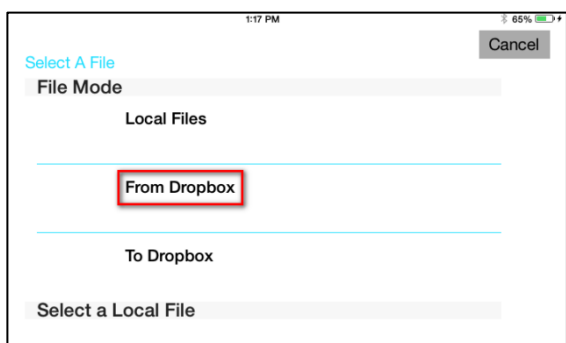 1:17 PM
65%
Cancel
Select A File
File Mode
Local Files
From Dropbox
To Dropbox
Select a Local File